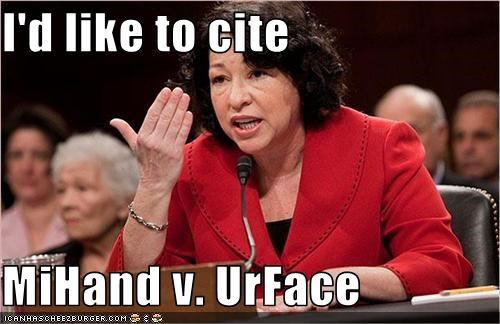 I'd like to cite
MiHand v. UrFace
ICANHASCHEEZBURGER.COM